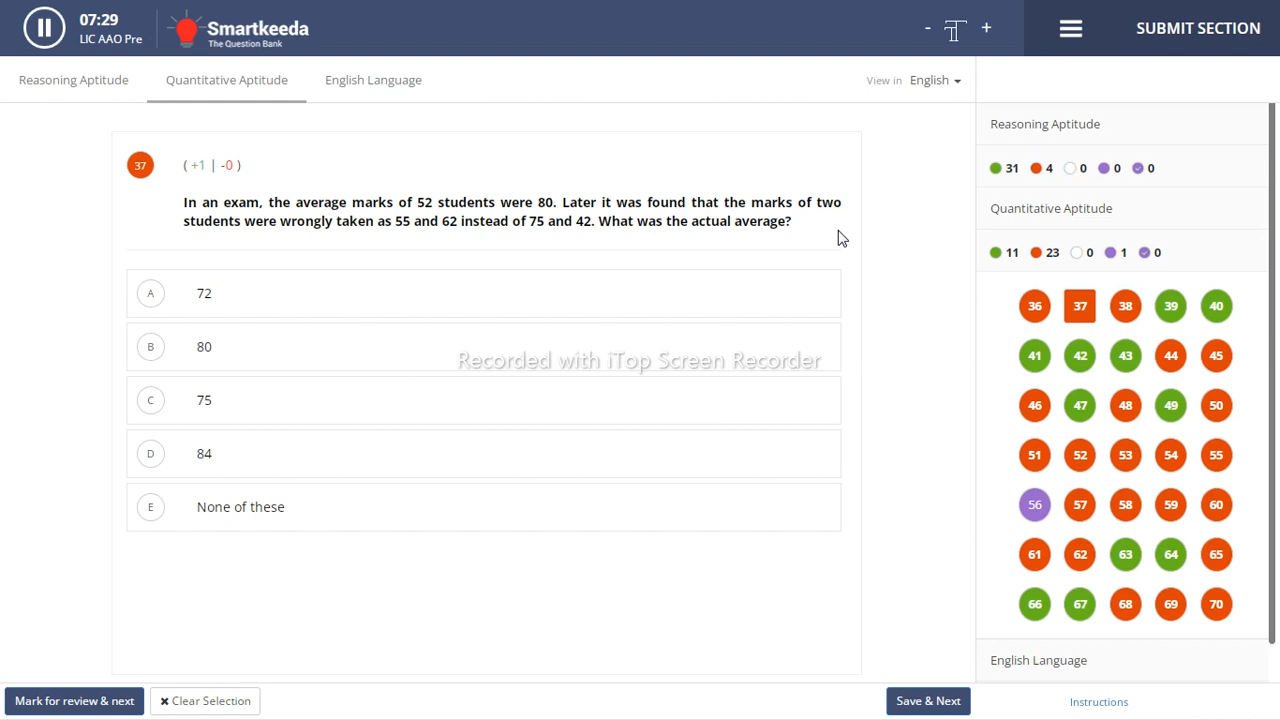 07:29
LIC AAO Pre
Smartkeeda
The Question Bank
- T +
SUBMIT SECTION
Reasoning Aptitude
Quantitative Aptitude
English Language
View in English
37
( +1 | -0 )
In an exam, the average marks of 52 students were 80. Later it was found that the marks of two
students were wrongly taken as 55 and 62 instead of 75 and 42. What was the actual average?
A 72
B 80
C 75
D 84
E None of these
Recorded with iTop Screen Recorder
Mark for review & next
Clear Selection
Save & Next
Reasoning Aptitude
31 4 0 0 0
Quantitative Aptitude
11 23 0 1 0
36 37 38 39 40
41 42 43 44 45
46 47 48 49 50
51 52 53 54 55
56 57 58 59 60
61 62 63 64 65
66 67 68 69 70
English Language
Instructions